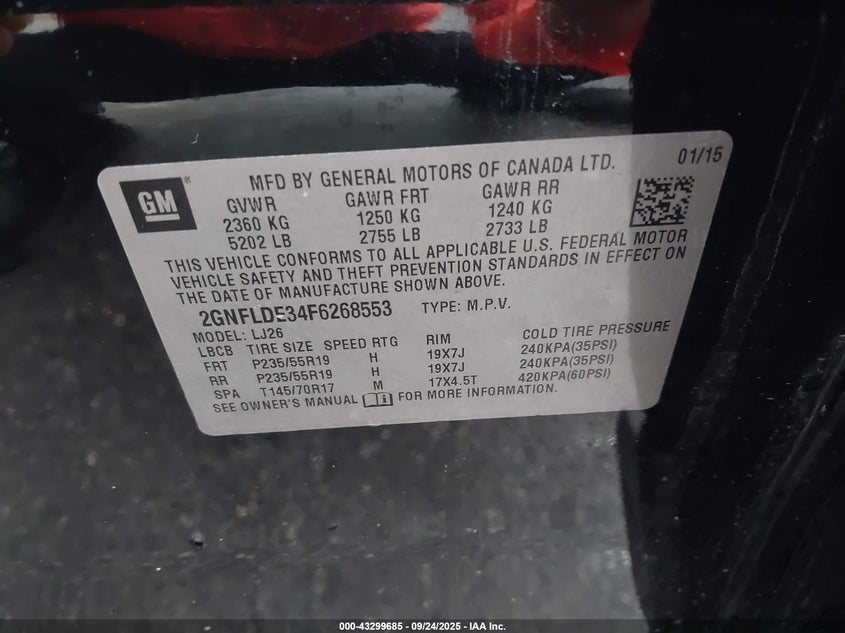 GM ®
MFD BY GENERAL MOTORS OF CANADA LTD. 01/15
GVWR GAWR FRT GAWR RR
2360 KG 1250 KG 1240 KG
5202 LB 2755 LB 2733 LB
THIS VEHICLE CONFORMS TO ALL APPLICABLE U.S. FEDERAL MOTOR
VEHICLE SAFETY AND THEFT PREVENTION STANDARDS IN EFFECT ON
THE DATE OF MANUFACTURE SHOWN ABOVE.
2GNFLDE34F6268553 TYPE: M.P.V.
MODEL: LJ26
LBCB TIRE SIZE SPEED RTG RIM COLD TIRE PRESSURE
FRT P235/55R19 H 19X7J 240KPA(35PSI)
RR P235/55R19 H 19X7J 240KPA(35PSI)
SPA T145/70R17 M 17X4.5T 420KPA(60PSI)
SEE OWNER'S MANUAL FOR MORE INFORMATION.
000-43299685 - 09/24/2025 - IAA Inc.